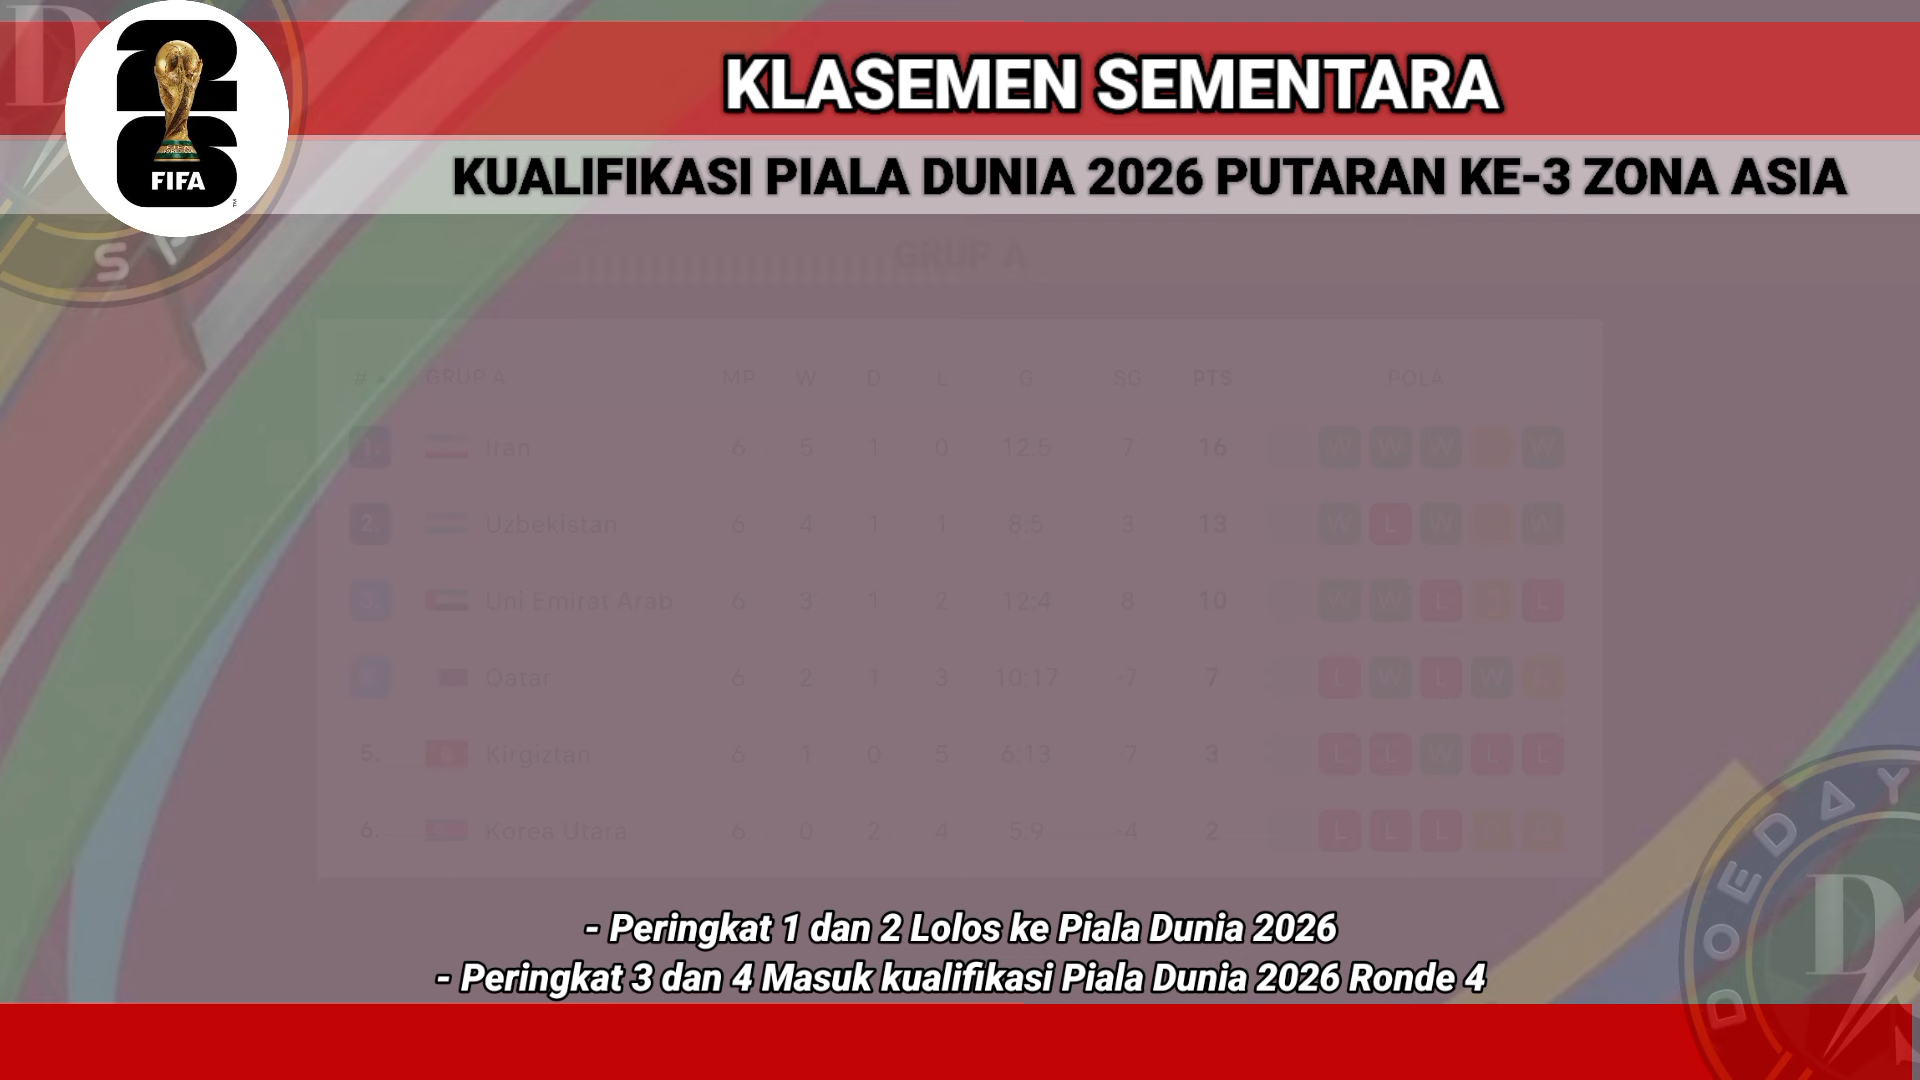 KLASEMEN SEMENTARA
KUALIFIKASI PIALA DUNIA 2026 PUTARAN KE-3 ZONA ASIA
FIFA
TM
S P
GRUP A
# GRUP A MP W D L G SG PTS POLA
1. Iran 6 5 1 0 12:5 7 16 W W W W
2. Uzbekistan 6 4 1 1 8:5 3 13 W L W W
3. Uni Emirat Arab 6 3 1 2 12:4 8 10 W W L L
Qatar 6 2 1 3 10:17 -7 7 L W L W
5. Kirgiztan 6 1 0 5 6:13 -7 3 L L W L L
6. Korea Utara 6 0 2 4 5:9 -4 2 L L L
- Peringkat 1 dan 2 Lolos ke Piala Dunia 2026
- Peringkat 3 dan 4 Masuk kualifikasi Piala Dunia 2026 Ronde 4
DOEDAY
D